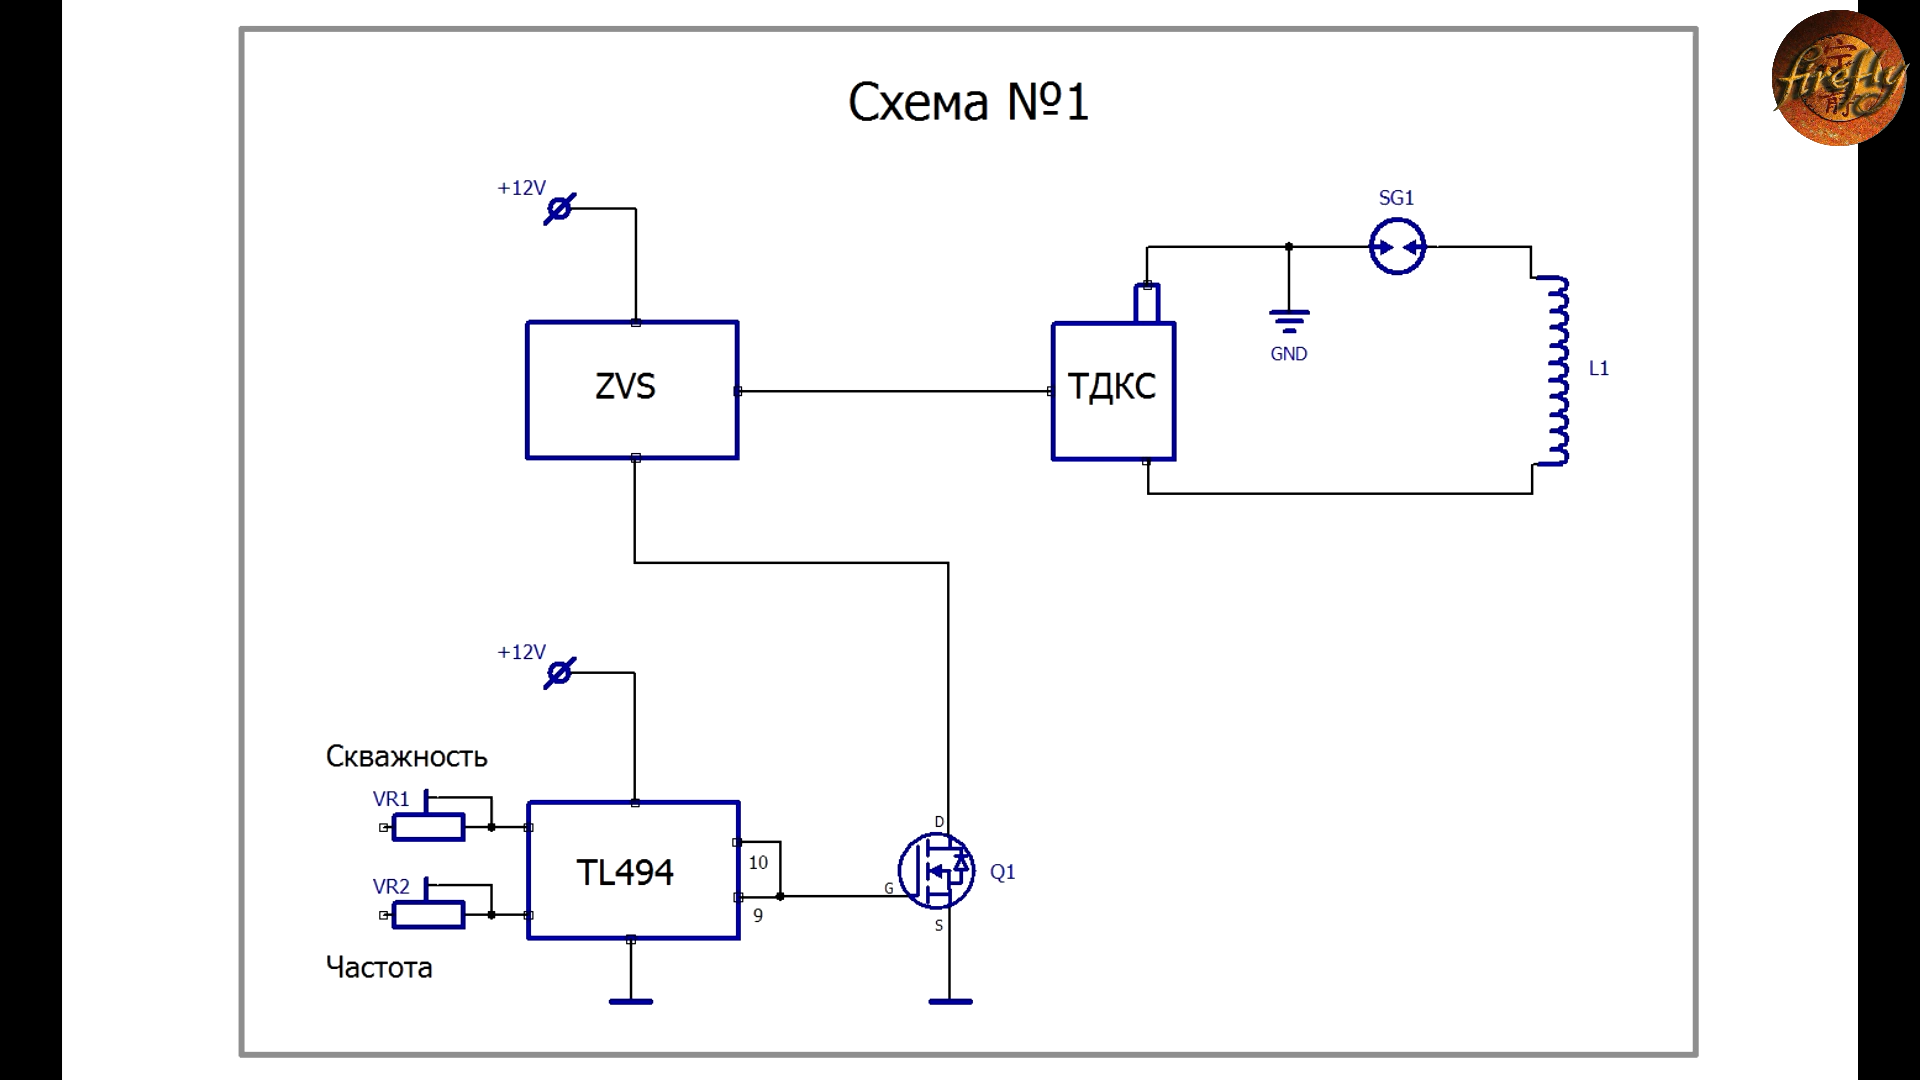 Схема №1
firefly
+12V
SG1
ZVS
ТДКС
GND
L1
+12V
Скважность
VR1
TL494
10
9
VR2
Частота
D
G
S
Q1